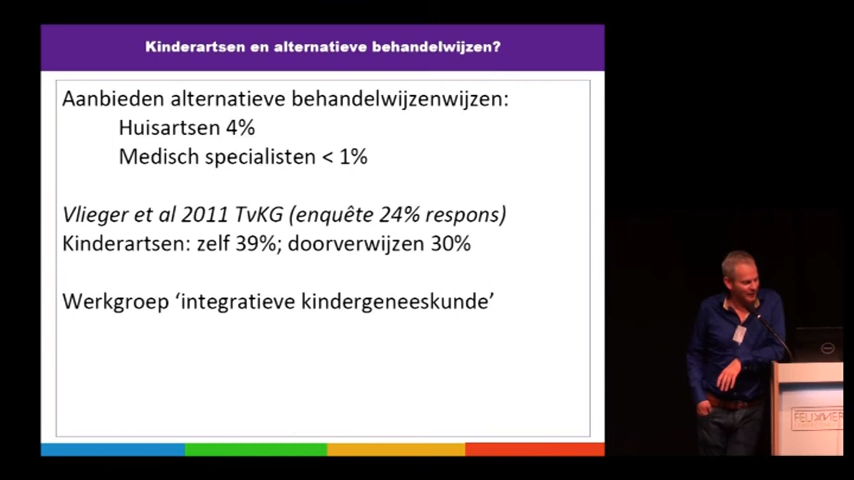 Kinderartsen en alternatieve behandelwijzen?
Aanbieden alternatieve behandelwijzenwijzen:
Huisartsen 4%
Medisch specialisten < 1%
Vlieger et al 2011 TvKG (enquête 24% respons)
Kinderartsen: zelf 39%; doorverwijzen 30%
Werkgroep ‘integratieve kindergeneeskunde’